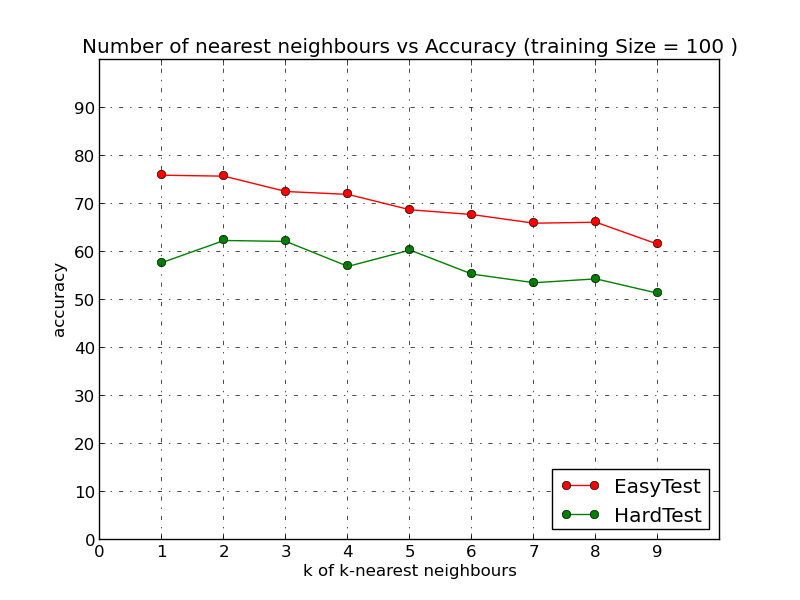 Number of nearest neighbours vs Accuracy (training Size = 100 )
90
80
70
60
50
40
30
20
10
0
accuracy
0 1 2 3 4 5 6 7 8 9
k of k-nearest neighbours
EasyTest
HardTest